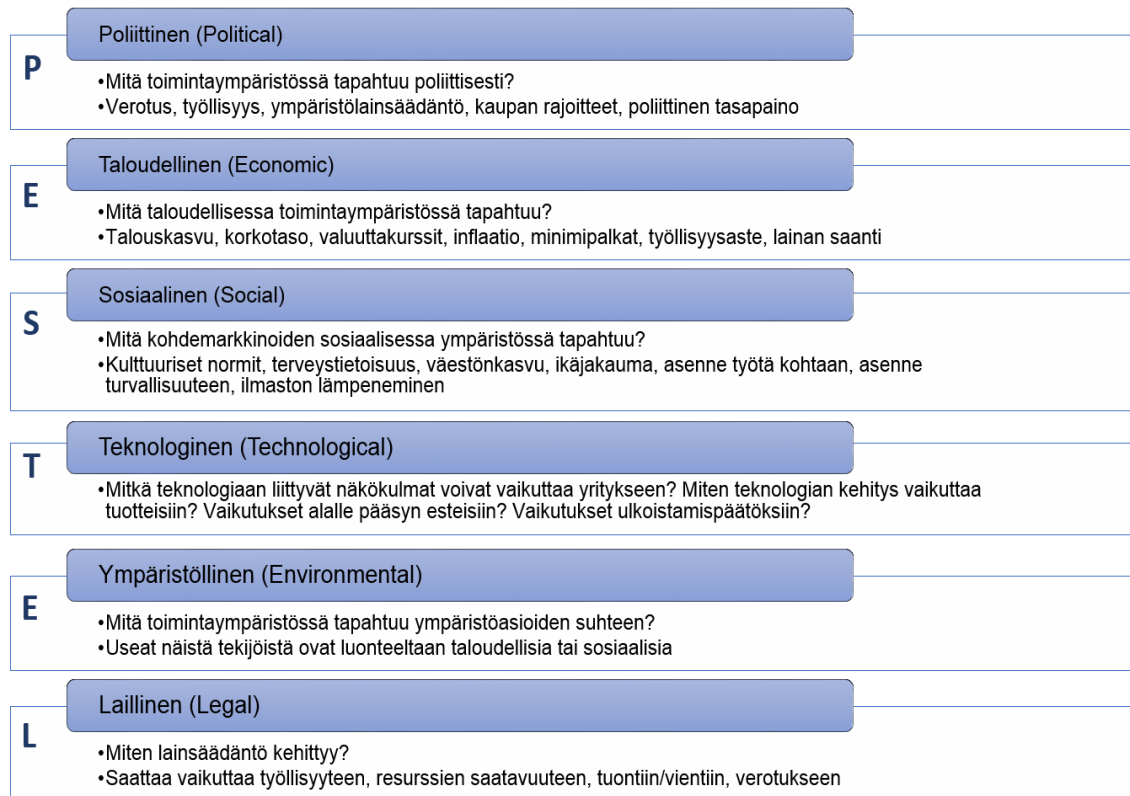 P
Poliittinen (Political)
•Mitä toimintaympäristössä tapahtuu poliittisesti?
•Verotus, työllisyys, ympäristölainsäädäntö, kaupan rajoitteet, poliittinen tasapaino
E
Taloudellinen (Economic)
•Mitä taloudellisessa toimintaympäristössä tapahtuu?
•Talouskasvu, korkotaso, valuuttakurssit, inflaatio, minimipalkat, työllisyysaste, lainan saanti
S
Sosiaalinen (Social)
•Mitä kohdemarkkinoiden sosiaalisessa ympäristössä tapahtuu?
•Kulttuuriset normit, terveystietoisuus, väestönkasvu, ikäjakauma, asenne työtä kohtaan, asenne
turvallisuuteen, ilmaston lämpeneminen
T
Teknologinen (Technological)
•Mitkä teknologiaan liittyvät näkökulmat voivat vaikuttaa yritykseen? Miten teknologian kehitys vaikuttaa
tuotteisiin? Vaikutukset alalle pääsyn esteisiin? Vaikutukset ulkoistamispäätöksiin?
E
Ympäristöllinen (Environmental)
•Mitä toimintaympäristössä tapahtuu ympäristöasioiden suhteen?
•Useat näistä tekijöistä ovat luonteeltaan taloudellisia tai sosiaalisia
L
Laillinen (Legal)
•Miten lainsäädäntö kehittyy?
•Saattaa vaikuttaa työllisyyteen, resurssien saatavuuteen, tuontiin/vientiin, verotukseen